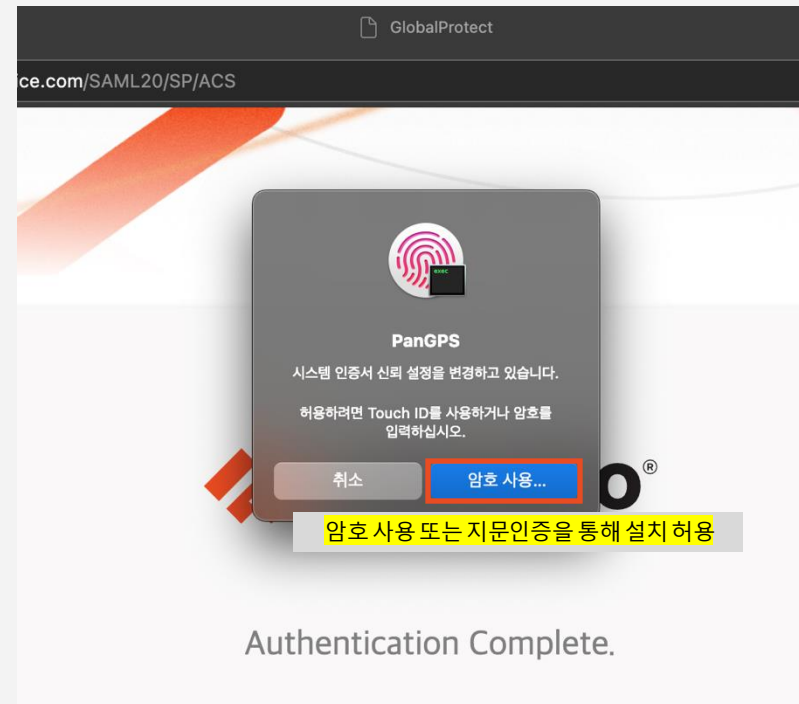 GlobalProtect
ice.com/SAML20/SP/ACS
exec
PanGPS
시스템 인증서 신뢰 설정을 변경하고 있습니다.
허용하려면 Touch ID를 사용하거나 암호를
입력하십시오.
취소
암호 사용...
o®
암호 사용 또는 지문인증을 통해 설치 허용
Authentication Complete.